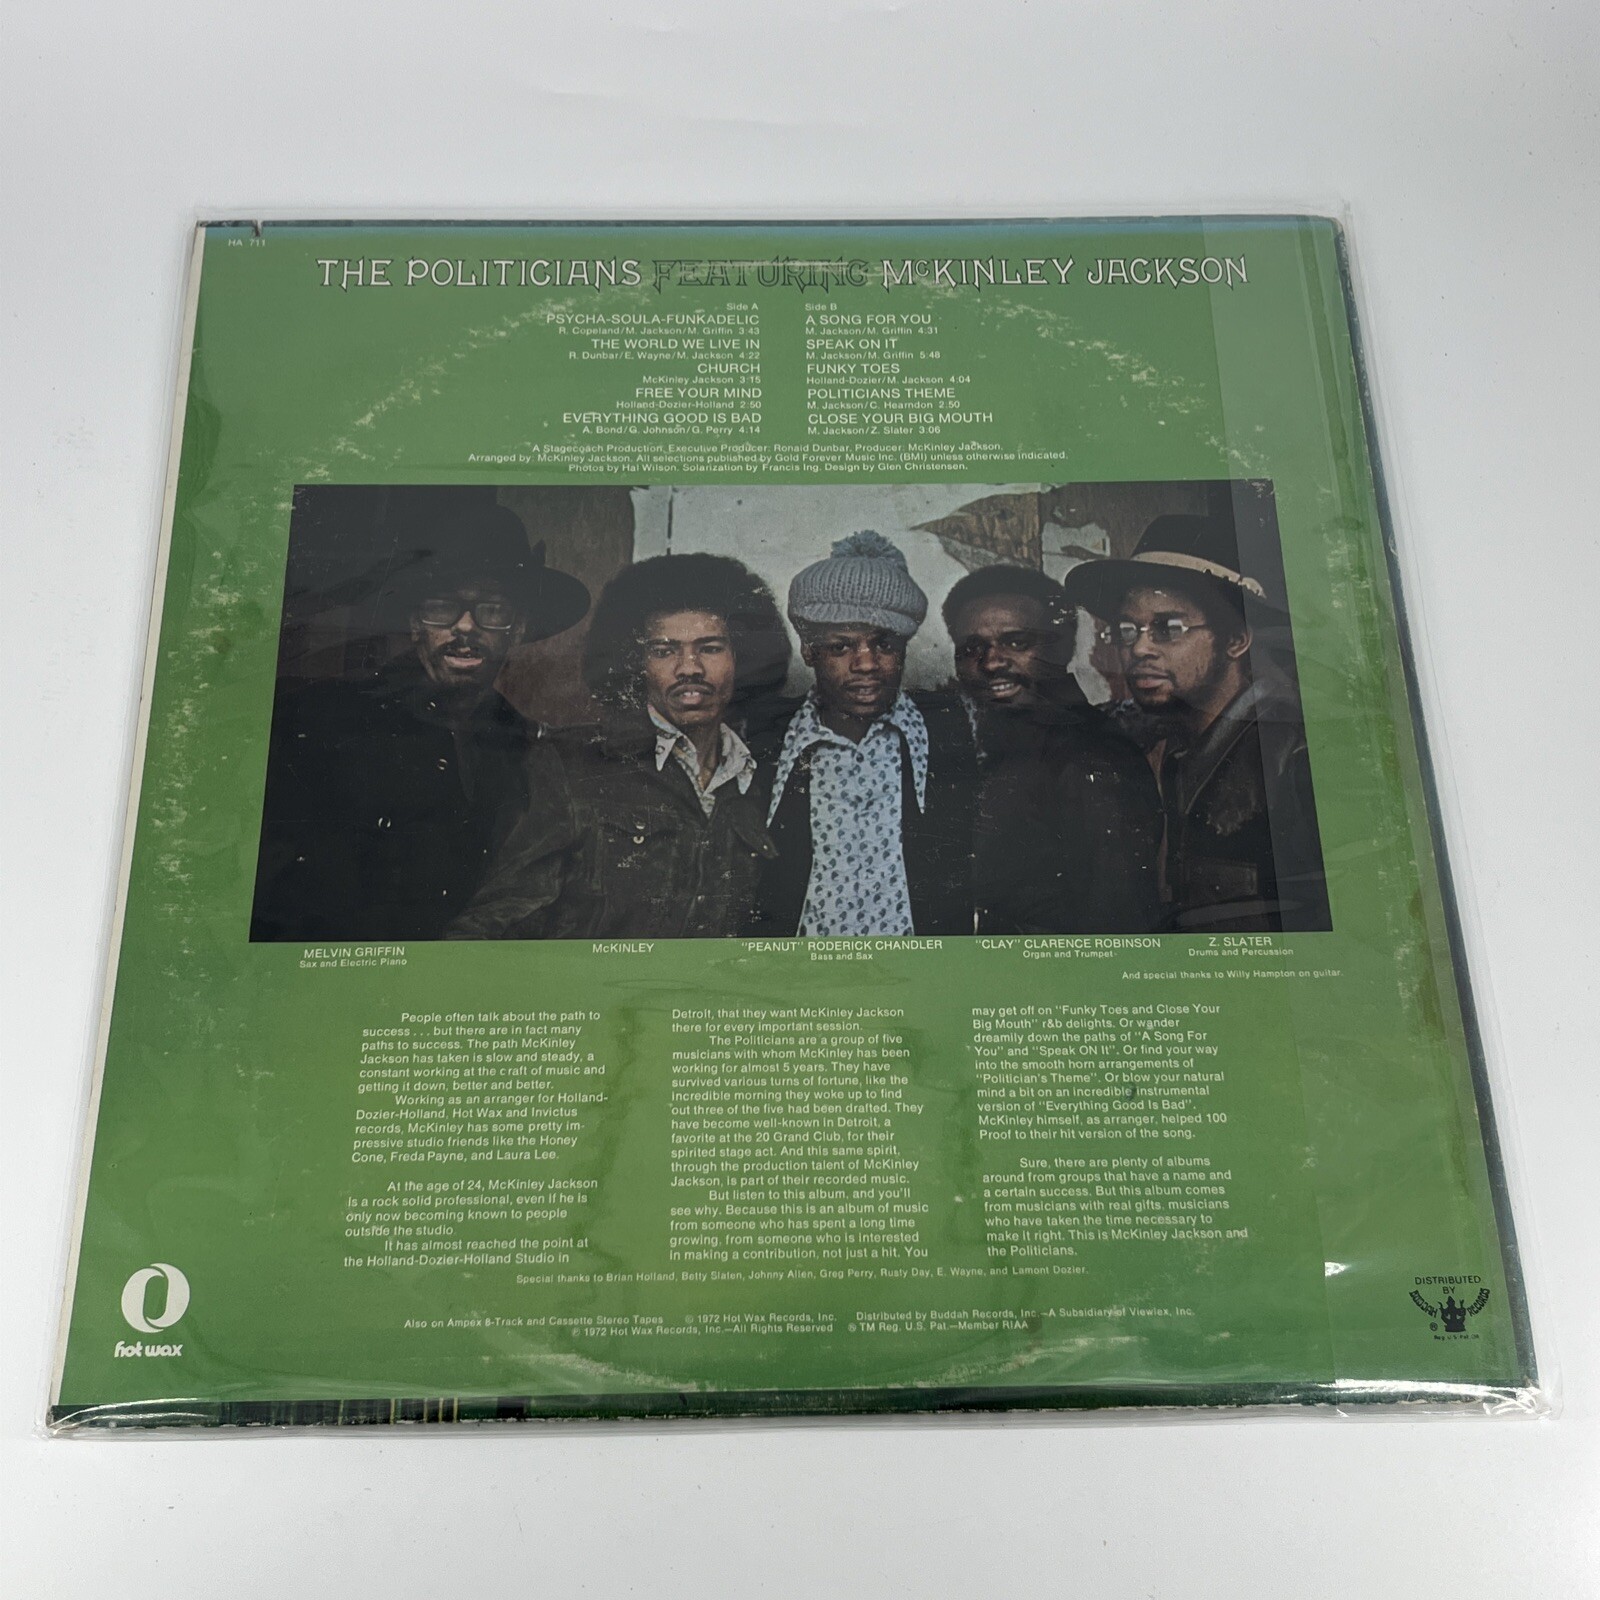 HA 711
THE POLITICIANS FEATURING McKINLEY JACKSON
Side A
PSYCHA-SOULA-FUNKADELIC
R. Copeland/M. Jackson/M. Griffin 3:43
THE WORLD WE LIVE IN
R. Dunbar/E. Wayne/M. Jackson 4:22
CHURCH
McKinley Jackson 3:15
FREE YOUR MIND
Holland-Dozier-Holland 2:50
EVERYTHING GOOD IS BAD
A. Bond/G. Johnson/G. Perry 4:14
Side B
A SONG FOR YOU
M. Jackson/M. Griffin 4:31
SPEAK ON IT
M. Jackson/M. Griffin 5:48
FUNKY TOES
Holland-Dozier/M. Jackson 4:04
POLITICIANS THEME
M. Jackson/C. Hearndon 2:50
CLOSE YOUR BIG MOUTH
M. Jackson/Z. Slater 3:06
A Stagecoach Production, Executive Producer: Ronald Dunbar, Producer: McKinley Jackson.
Arranged by: McKinley Jackson. All selections published by Gold Forever Music Inc. (BMI) unless otherwise indicated.
Photos by Hal Wilson. Solarization by Francis Ing. Design by Glen Christensen.
MELVIN GRIFFIN
Sax and Electric Piano
McKINLEY
"PEANUT" RODERICK CHANDLER
Bass and Sax
"CLAY" CLARENCE ROBINSON
Organ and Trumpet
Z. SLATER
Drums and Percussion
And special thanks to Willy Hampton on guitar.
People often talk about the path to
success . . . but there are in fact many
paths to success. The path McKinley
Jackson has taken is slow and steady, a
constant working at the craft of music and
getting it down, better and better.
Working as an arranger for Holland-
Dozier-Holland, Hot Wax and Invictus
records, McKinley has some pretty im-
pressive studio friends like the Honey
Cone, Freda Payne, and Laura Lee.
At the age of 24, McKinley Jackson
is a rock solid professional, even if he is
only now becoming known to people
outside the studio.
It has almost reached the point at
the Holland-Dozier-Holland Studio in
Detroit, that they want McKinley Jackson
there for every important session.
The Politicians are a group of five
musicians with whom McKinley has been
working for almost 5 years. They have
survived various turns of fortune, like the
incredible morning they woke up to find
out three of the five had been drafted. They
have become well-known in Detroit, a
favorite at the 20 Grand Club, for their
spirited stage act. And this same spirit,
through the production talent of McKinley
Jackson, is part of their recorded music.
But listen to this album, and you'll
see why. Because this is an album of music
from someone who has spent a long time
growing, from someone who is interested
in making a contribution, not just a hit. You
may get off on "Funky Toes and Close Your
Big Mouth" r&b delights. Or wander
dreamily down the paths of "A Song For
You" and "Speak ON It". Or find your way
into the smooth horn arrangements of
"Politician's Theme". Or blow your natural
mind a bit on an incredible instrumental
version of "Everything Good Is Bad".
McKinley himself, as arranger, helped 100
Proof to their hit version of the song.
Sure, there are plenty of albums
around from groups that have a name and
a certain success. But this album comes
from musicians with real gifts, musicians
who have taken the time necessary to
make it right. This is McKinley Jackson and
the Politicians.
Special thanks to Brian Holland, Betty Slaten, Johnny Allen, Greg Perry, Rusty Day, E. Wayne, and Lamont Dozier.
Also on Ampex 8-Track and Cassette Stereo Tapes © 1972 Hot Wax Records, Inc. Distributed by Buddah Records, Inc.—A Subsidiary of Viewlex, Inc.
℗ 1972 Hot Wax Records, Inc.—All Rights Reserved ® TM Reg. U.S. Pat.—Member RIAA
hot wax
DISTRIBUTED
BY
BUDDAH RECORDS
®